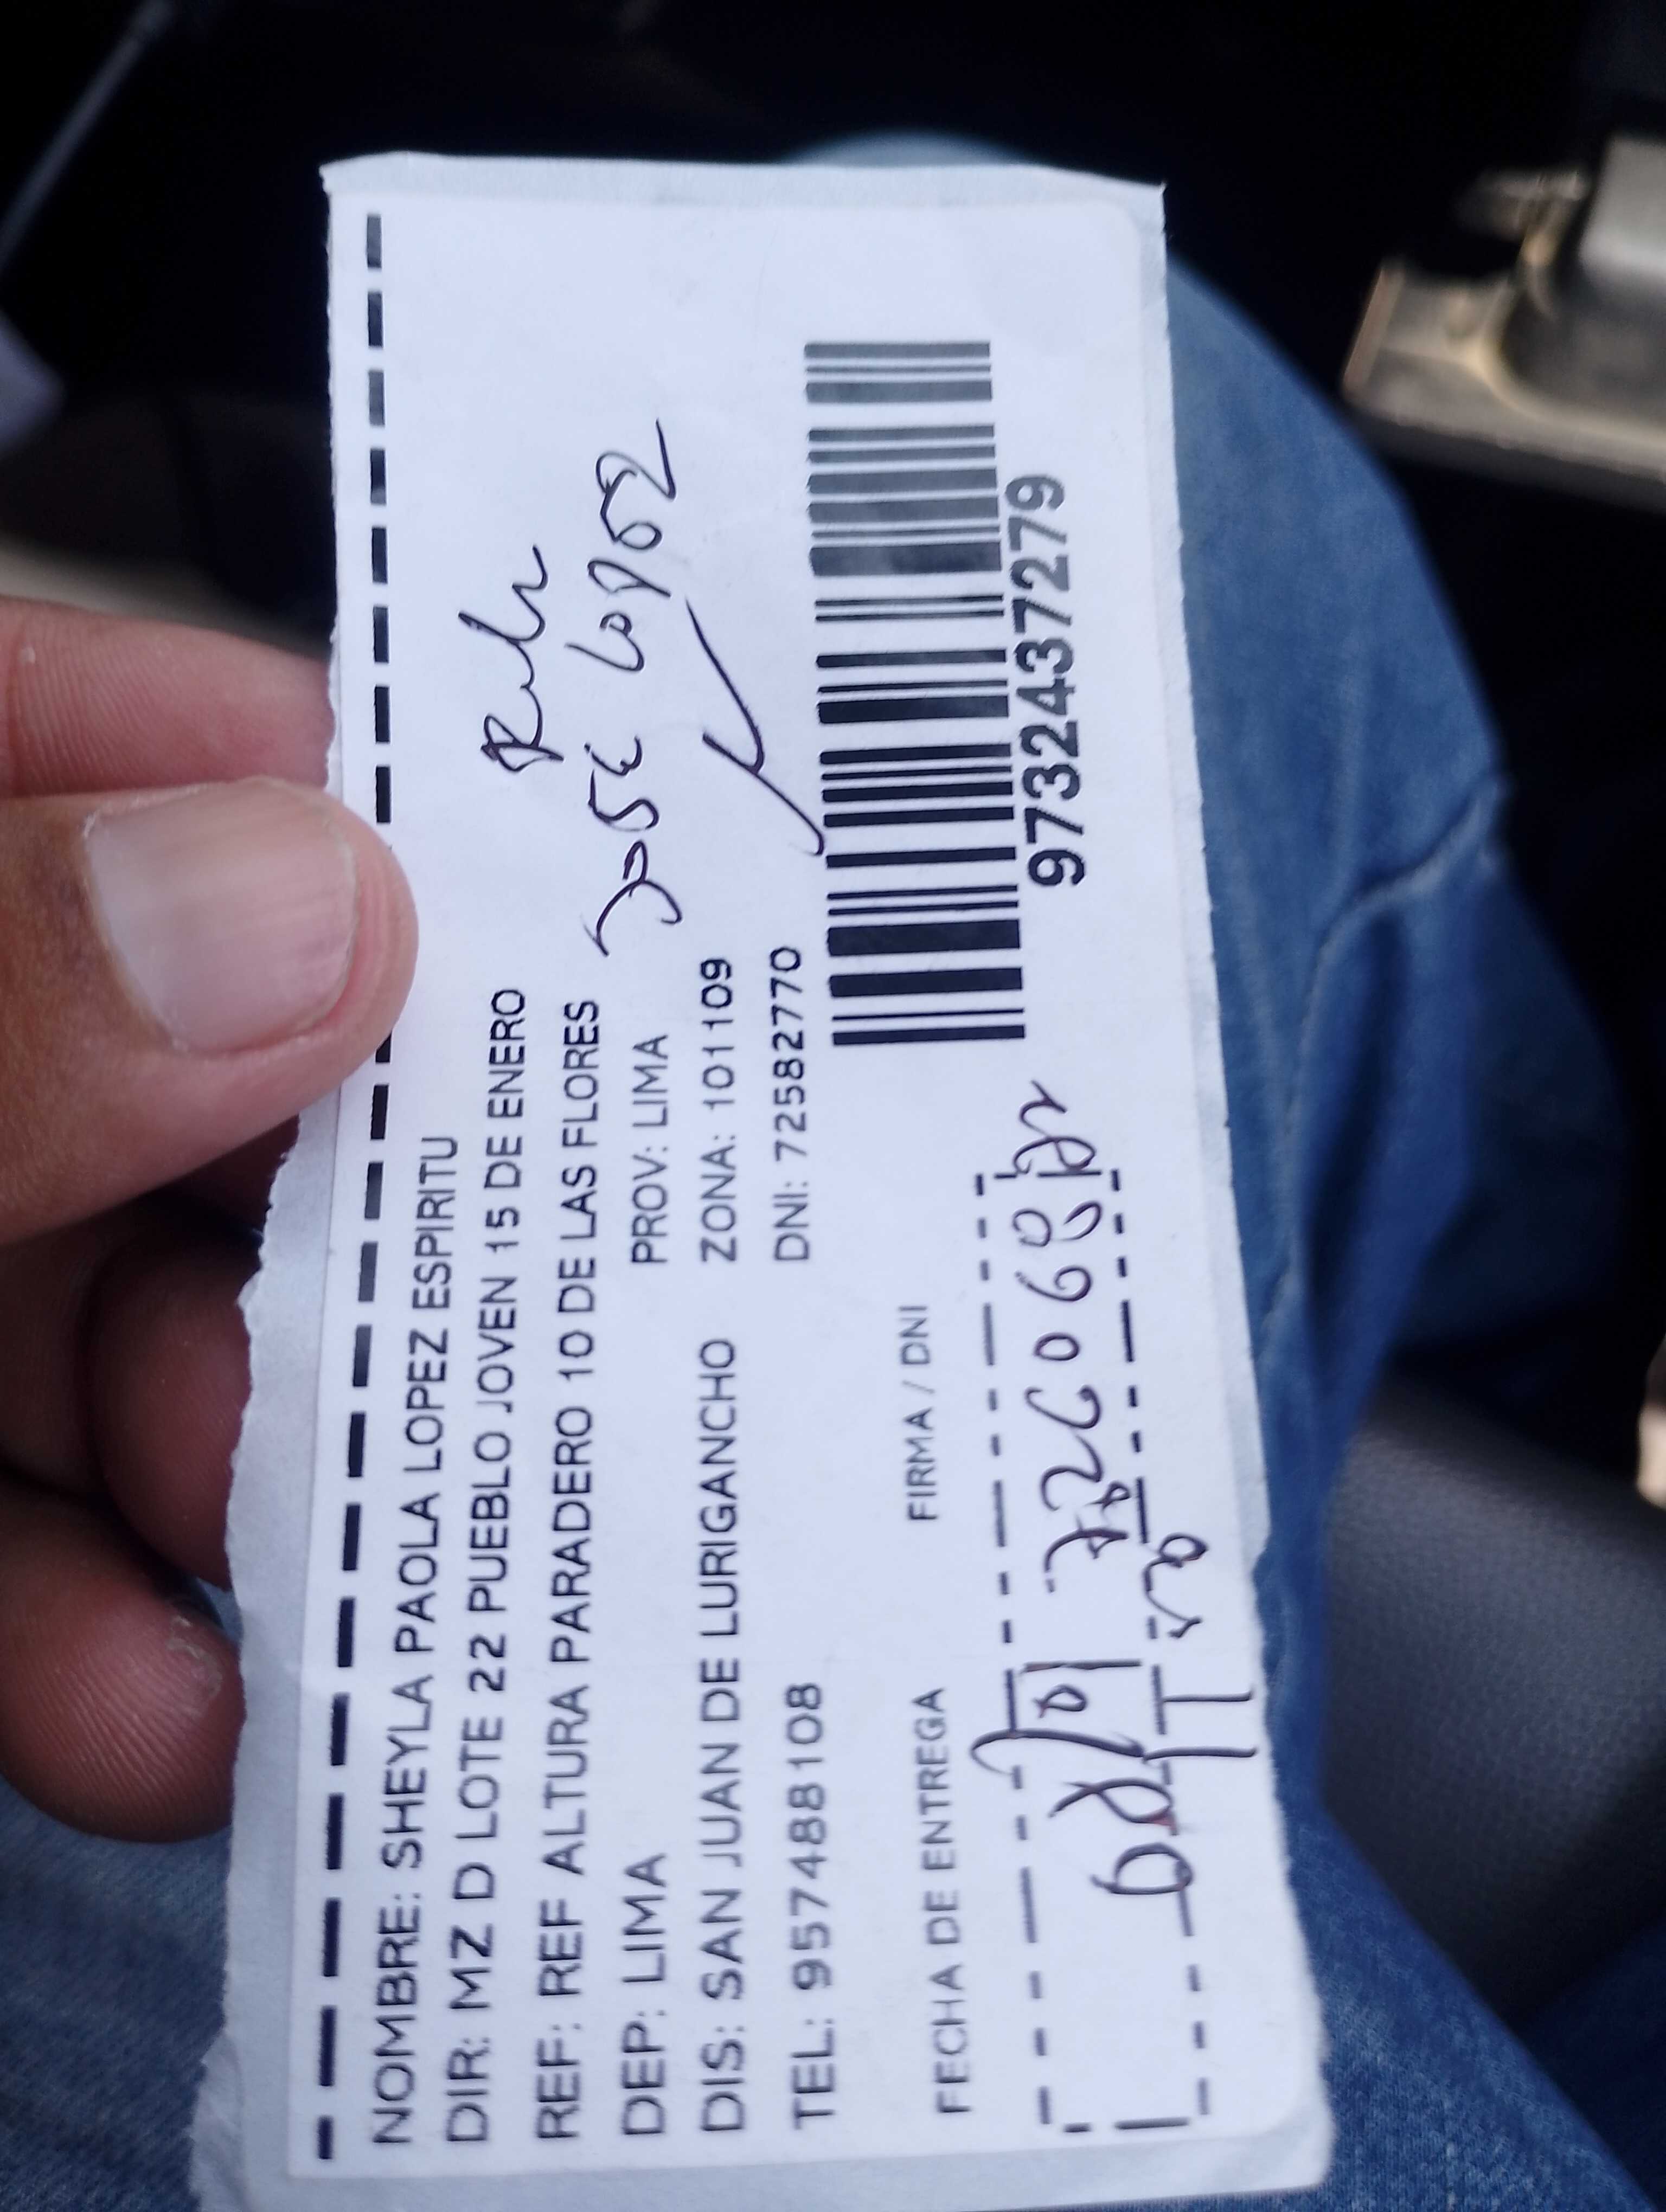 NOMBRE: SHEYLA PAOLA LOPEZ ESPIRITU
DIR: MZ D LOTE 22 PUEBLO JOVEN 15 DE ENERO
REF: REF ALTURA PARADERO 10 DE LAS FLORES
DEP: LIMA PROV: LIMA
DIS: SAN JUAN DE LURIGANCHO ZONA: 101109
TEL: 957488108 DNI: 72582770
JOSE LOPEZ
FECHA DE ENTREGA FIRMA / DNI
9732437279